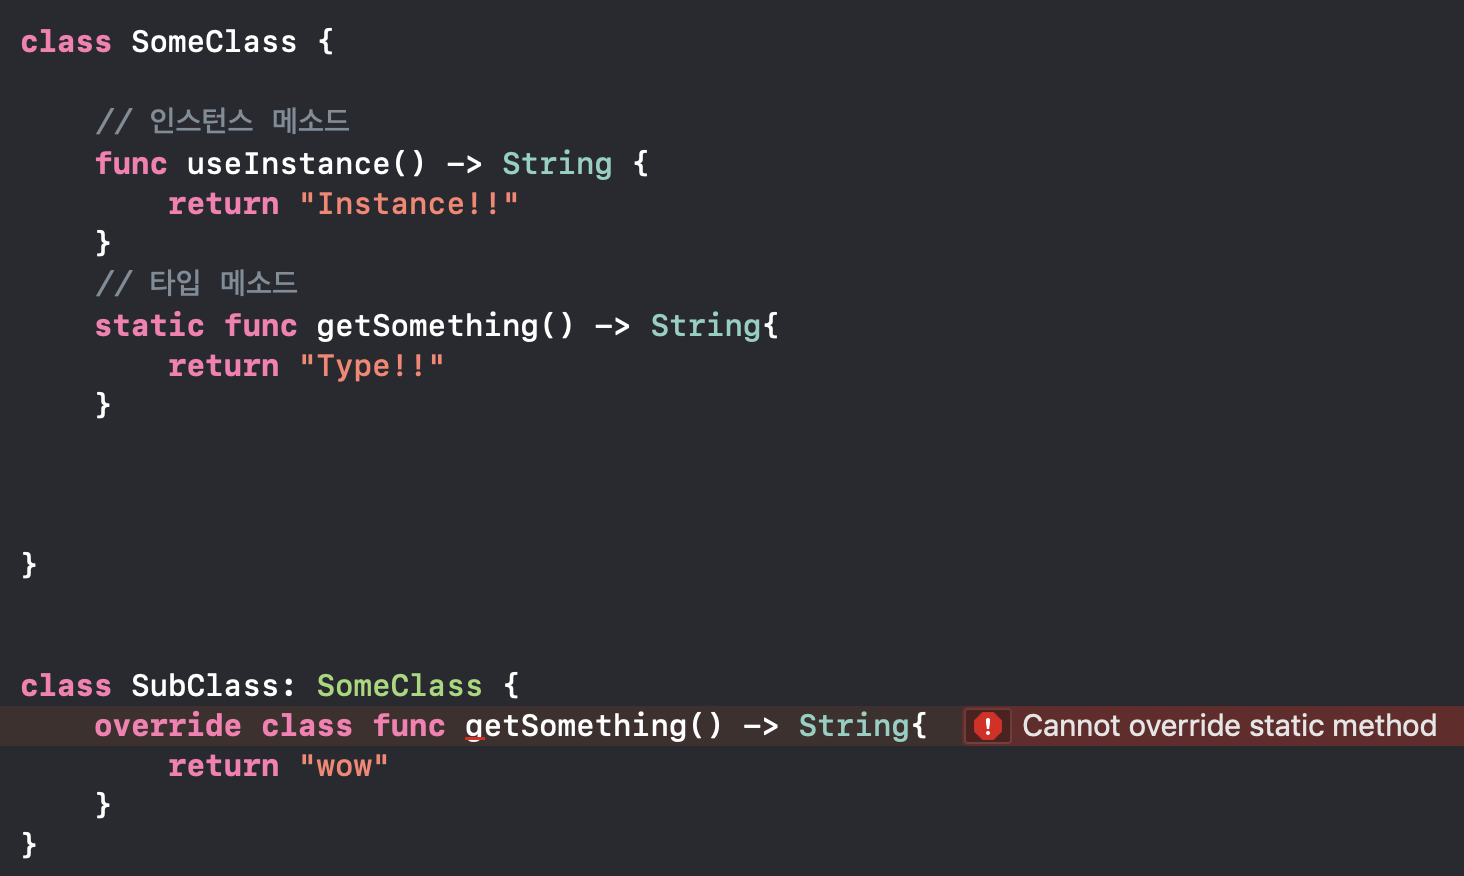 class SomeClass {
// 인스턴스 메소드
func useInstance() -> String {
return "Instance!!"
}
// 타입 메소드
static func getSomething() -> String{
return "Type!!"
}
}
class SubClass: SomeClass {
override class func getSomething() -> String{ Cannot override static method
return "wow"
}
}